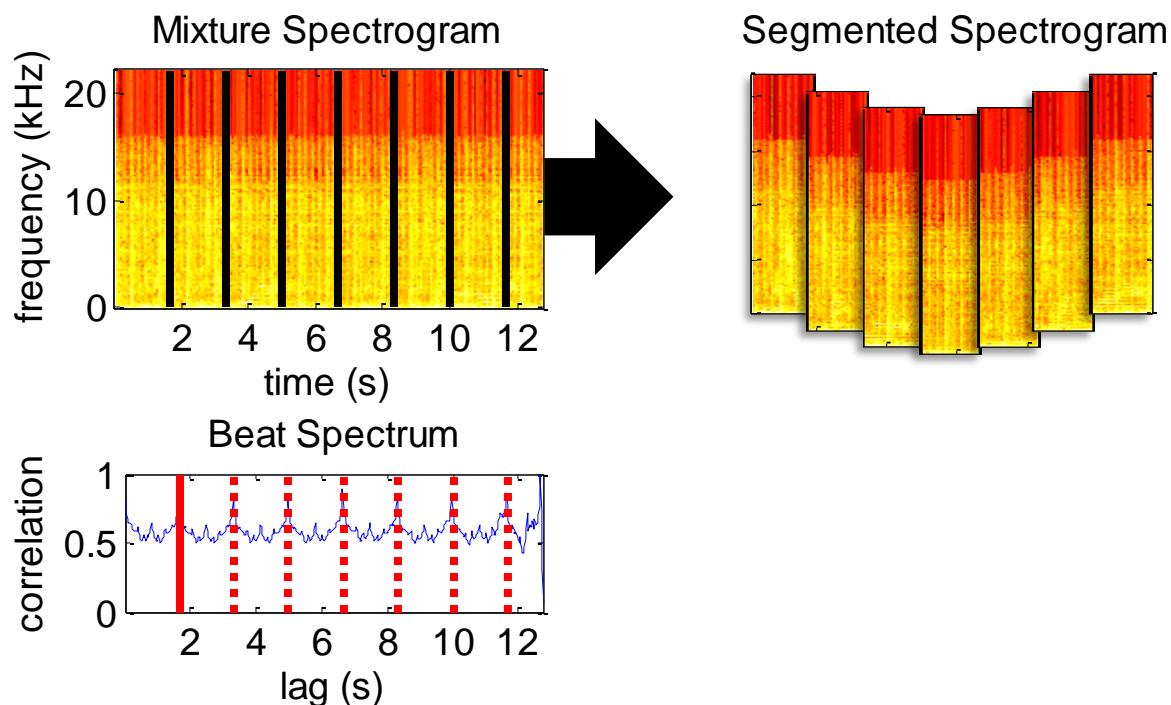 Mixture Spectrogram
Segmented Spectrogram
frequency (kHz)
20
10
0
2 4 6 8 10 12
time (s)
Beat Spectrum
correlation
1
0.5
0
2 4 6 8 10 12
lag (s)